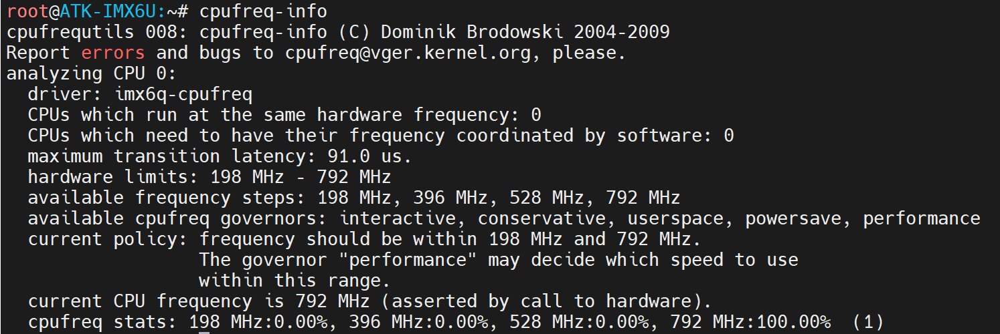 root@ATK-IMX6U:~# cpufreq-info
cpufrequtils 008: cpufreq-info (C) Dominik Brodowski 2004-2009
Report errors and bugs to cpufreq@vger.kernel.org, please.
analyzing CPU 0:
  driver: imx6q-cpufreq
  CPUs which run at the same hardware frequency: 0
  CPUs which need to have their frequency coordinated by software: 0
  maximum transition latency: 91.0 us.
  hardware limits: 198 MHz - 792 MHz
  available frequency steps: 198 MHz, 396 MHz, 528 MHz, 792 MHz
  available cpufreq governors: interactive, conservative, userspace, powersave, performance
  current policy: frequency should be within 198 MHz and 792 MHz.
                  The governor "performance" may decide which speed to use
                  within this range.
  current CPU frequency is 792 MHz (asserted by call to hardware).
  cpufreq stats: 198 MHz:0.00%, 396 MHz:0.00%, 528 MHz:0.00%, 792 MHz:100.00%  (1)